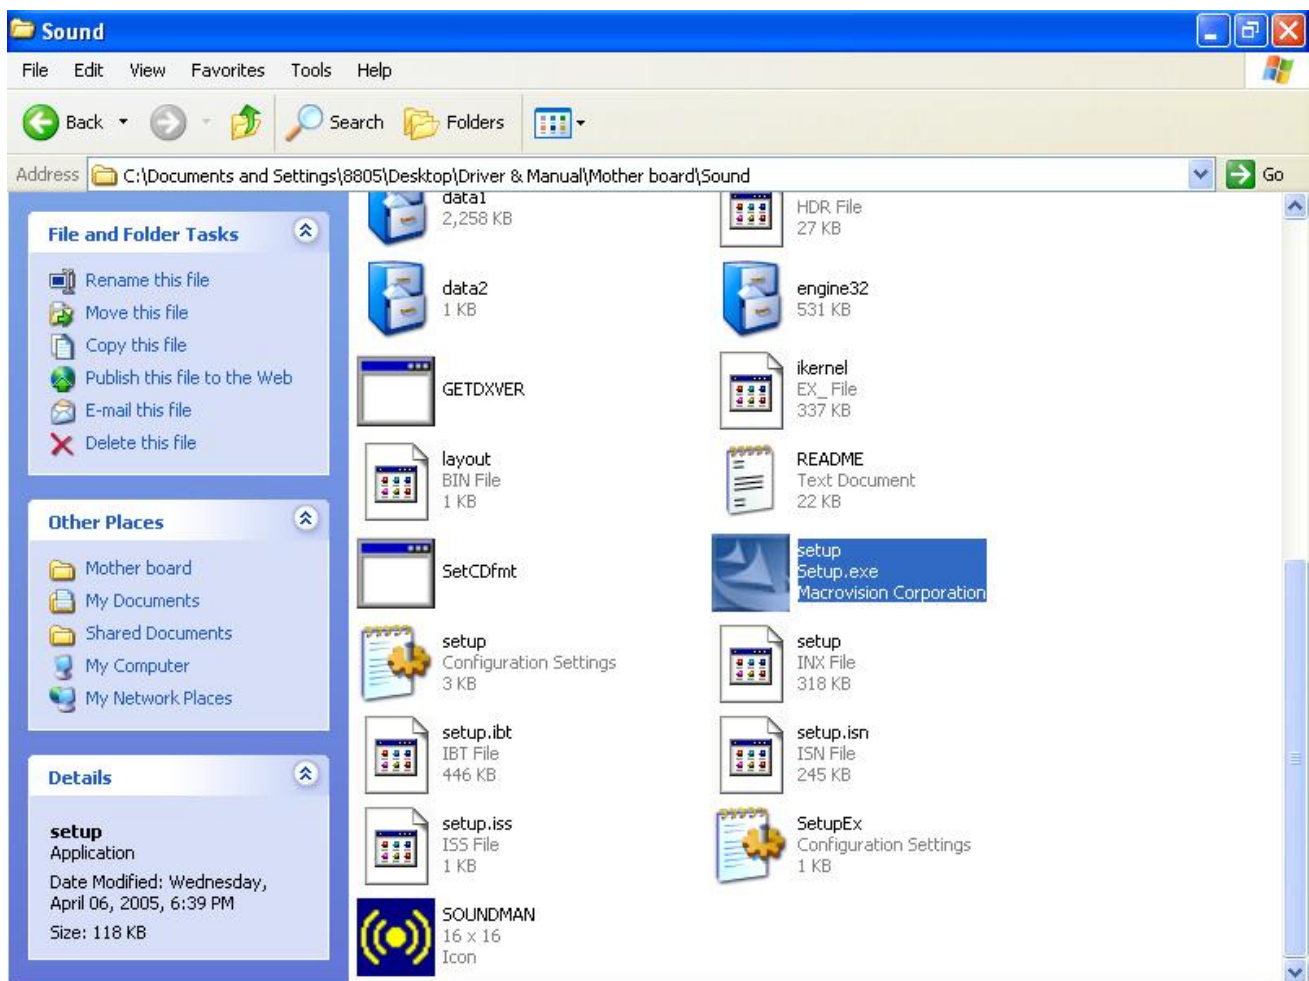 Sound
File Edit View Favorites Tools Help
Back Search Folders
Address C:\Documents and Settings\8805\Desktop\Driver & Manual\Mother board\Sound Go
File and Folder Tasks
Rename this file
Move this file
Copy this file
Publish this file to the Web
E-mail this file
Delete this file
Other Places
Mother board
My Documents
Shared Documents
My Computer
My Network Places
Details
setup
Application
Date Modified: Wednesday,
April 06, 2005, 6:39 PM
Size: 118 KB
data1
2,258 KB
HDR File
27 KB
data2
1 KB
engine32
531 KB
GETDXVER
ikernel
EX_ File
337 KB
layout
BIN File
1 KB
README
Text Document
22 KB
SetCDfmt
setup
Setup.exe
Macrovision Corporation
setup
Configuration Settings
3 KB
setup
INX File
318 KB
setup.ibt
IBT File
446 KB
setup.isn
ISN File
245 KB
setup.iss
ISS File
1 KB
SetupEx
Configuration Settings
1 KB
SOUNDMAN
16 x 16
Icon